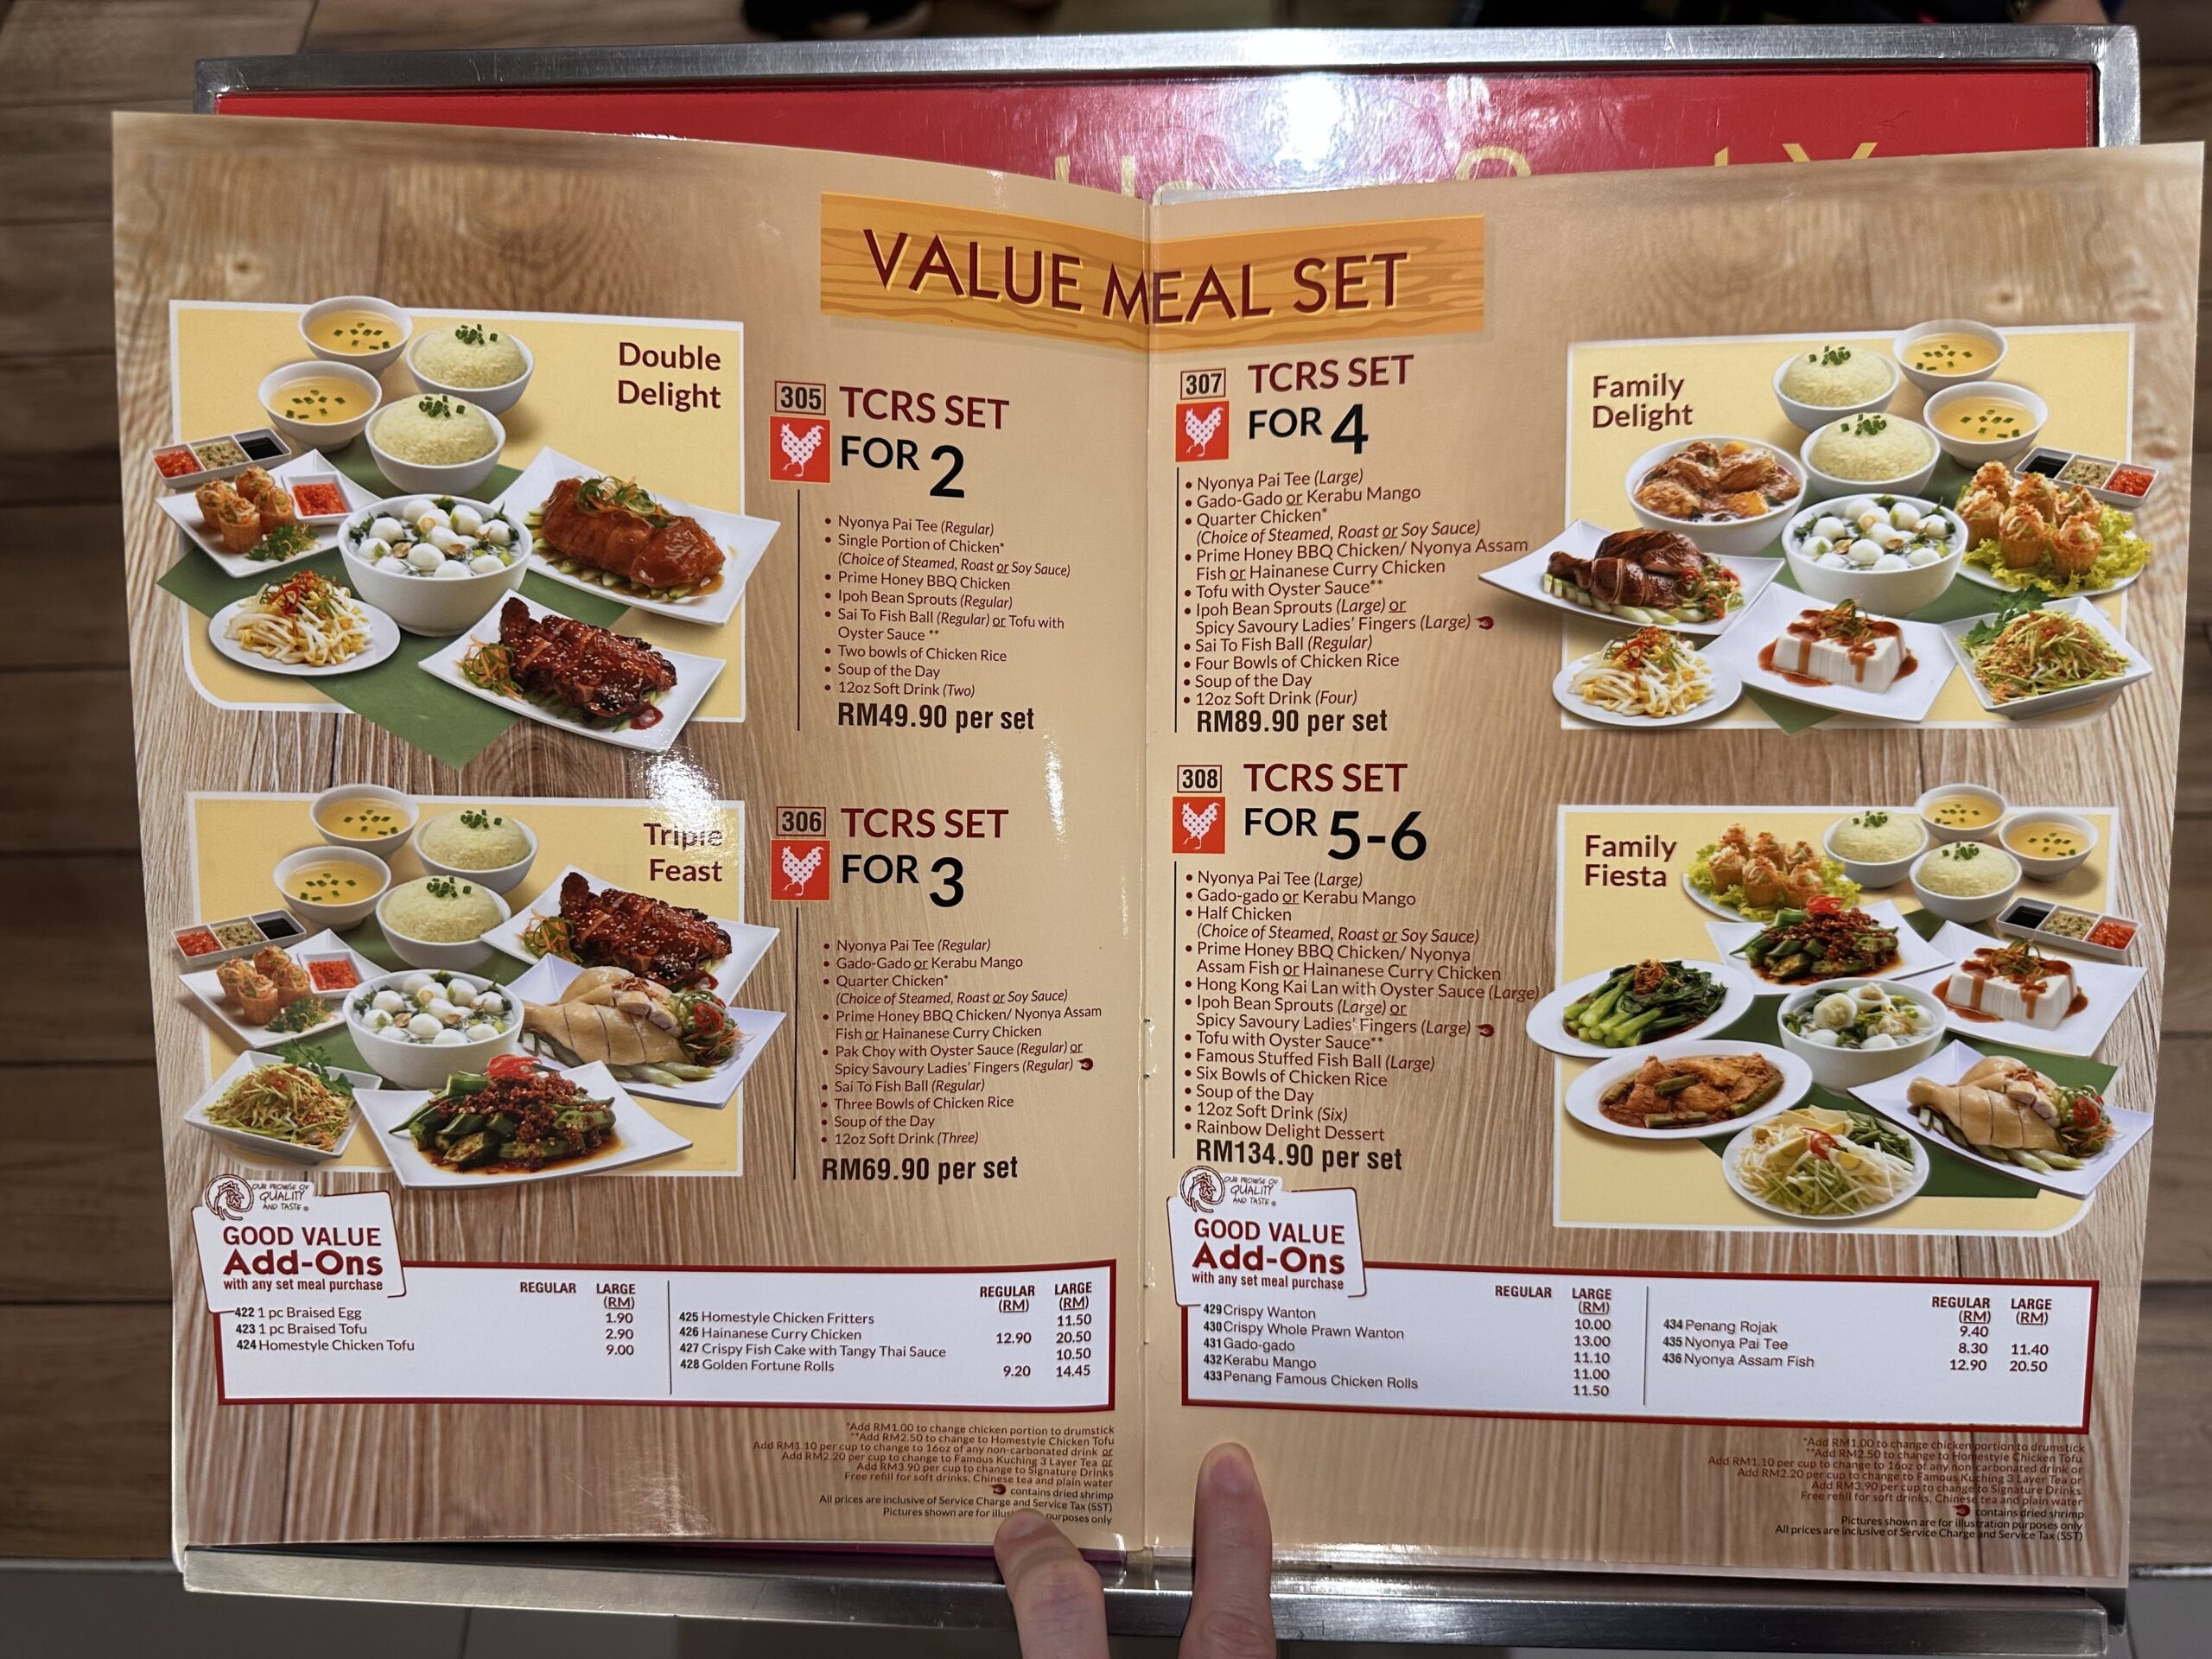 VALUE MEAL SET
Double
Delight
305
TCRS SET
FOR 2
• Nyonya Pai Tee (Regular)
• Single Portion of Chicken*
(Choice of Steamed, Roast or Soy Sauce)
• Prime Honey BBQ Chicken
• Ipoh Bean Sprouts (Regular)
• Sai To Fish Ball (Regular) or Tofu with
Oyster Sauce **
• Two bowls of Chicken Rice
• Soup of the Day
• 12oz Soft Drink (Two)
RM49.90 per set
Triple
Feast
306
TCRS SET
FOR 3
• Nyonya Pai Tee (Regular)
• Gado-Gado or Kerabu Mango
• Quarter Chicken*
(Choice of Steamed, Roast or Soy Sauce)
• Prime Honey BBQ Chicken/ Nyonya Assam
Fish or Hainanese Curry Chicken
• Pak Choy with Oyster Sauce (Regular) or
Spicy Savoury Ladies' Fingers (Regular)
• Sai To Fish Ball (Regular)
• Three Bowls of Chicken Rice
• Soup of the Day
• 12oz Soft Drink (Three)
RM69.90 per set
OUR PROMISE OF
QUALITY
AND TASTE
GOOD VALUE
Add-Ons
with any set meal purchase
REGULAR LARGE
(RM)
422 1 pc Braised Egg 1.90
423 1 pc Braised Tofu 2.90
424 Homestyle Chicken Tofu 9.00
REGULAR LARGE
(RM) (RM)
425 Homestyle Chicken Fritters 11.50
426 Hainanese Curry Chicken 12.90 20.50
427 Crispy Fish Cake with Tangy Thai Sauce 10.50
428 Golden Fortune Rolls 9.20 14.45
*Add RM1.00 to change chicken portion to drumstick
**Add RM2.50 to change to Homestyle Chicken Tofu
Add RM1.10 per cup to change to 16oz of any non-carbonated drink or
Add RM2.20 per cup to change to Famous Kuching 3 Layer Tea or
Add RM3.90 per cup to change to Signature Drinks
Free refill for soft drinks, Chinese tea and plain water
contains dried shrimp
All prices are inclusive of Service Charge and Service Tax (SST)
Pictures shown are for purposes only
307
TCRS SET
FOR 4
• Nyonya Pai Tee (Large)
• Gado-Gado or Kerabu Mango
• Quarter Chicken*
(Choice of Steamed, Roast or Soy Sauce)
• Prime Honey BBQ Chicken/ Nyonya Assam
Fish or Hainanese Curry Chicken
• Tofu with Oyster Sauce**
• Ipoh Bean Sprouts (Large) or
Spicy Savoury Ladies' Fingers (Large)
• Sai To Fish Ball (Regular)
• Four Bowls of Chicken Rice
• Soup of the Day
• 12oz Soft Drink (Four)
RM89.90 per set
Family
Delight
308
TCRS SET
FOR 5-6
• Nyonya Pai Tee (Large)
• Gado-gado or Kerabu Mango
• Half Chicken
(Choice of Steamed, Roast or Soy Sauce)
• Prime Honey BBQ Chicken/ Nyonya
Assam Fish or Hainanese Curry Chicken
• Hong Kong Kai Lan with Oyster Sauce (Large)
• Ipoh Bean Sprouts (Large) or
Spicy Savoury Ladies' Fingers (Large)
• Tofu with Oyster Sauce**
• Famous Stuffed Fish Ball (Large)
• Six Bowls of Chicken Rice
• Soup of the Day
• 12oz Soft Drink (Six)
• Rainbow Delight Dessert
RM134.90 per set
Family
Fiesta
OUR PROMISE OF
QUALITY
AND TASTE
GOOD VALUE
Add-Ons
with any set meal purchase
REGULAR LARGE
(RM)
429 Crispy Wanton 10.00
430 Crispy Whole Prawn Wanton 13.00
431 Gado-gado 11.10
432 Kerabu Mango 11.00
433 Penang Famous Chicken Rolls 11.50
REGULAR LARGE
(RM) (RM)
434 Penang Rojak 9.40
435 Nyonya Pai Tee 8.30 11.40
436 Nyonya Assam Fish 12.90 20.50
*Add RM1.00 to change chicken portion to drumstick
**Add RM2.50 to change to Homestyle Chicken Tofu
Add RM1.10 per cup to change to 16oz of any non-carbonated drink or
Add RM2.20 per cup to change to Famous Kuching 3 Layer Tea or
Add RM3.90 per cup to change to Signature Drinks
Free refill for soft drinks, Chinese tea and plain water
contains dried shrimp
Pictures shown are for illustration purposes only
All prices are inclusive of Service Charge and Service Tax (SST)